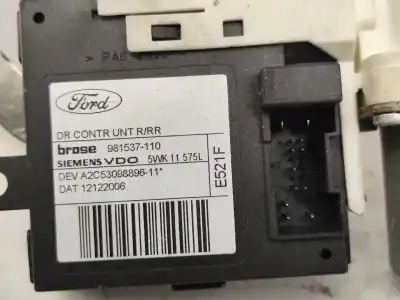 Ford
DR CONTR UNT R/RR
brose 981537-110
SIEMENS VDO 5WK 11 575L
DEV A2C53098896-11*
DAT 12122006
E521F